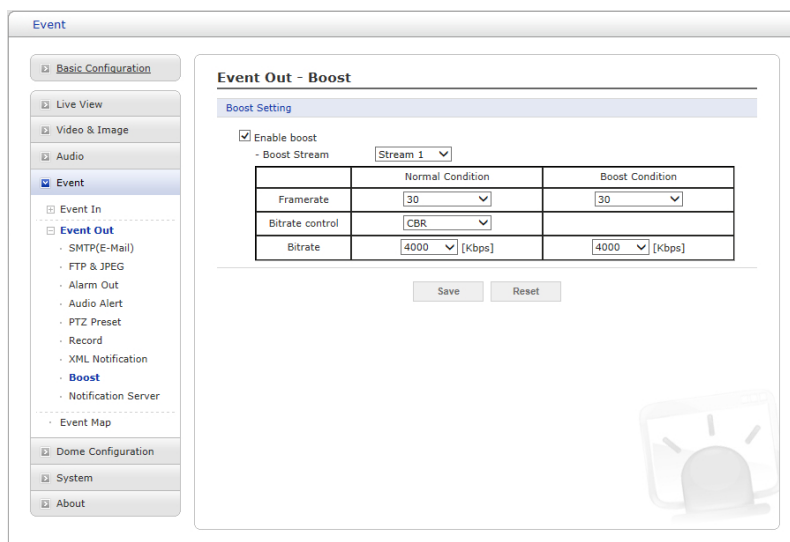 Event
Basic Configuration
Live View
Video & Image
Audio
Event
Event In
Event Out
SMTP(E-Mail)
FTP & JPEG
Alarm Out
Audio Alert
PTZ Preset
Record
XML Notification
Boost
Notification Server
Event Map
Dome Configuration
System
About
Event Out - Boost
Boost Setting
Enable boost
- Boost Stream Stream 1
Normal Condition Boost Condition
Framerate 30 30
Bitrate control CBR
Bitrate 4000 [Kbps] 4000 [Kbps]
Save Reset